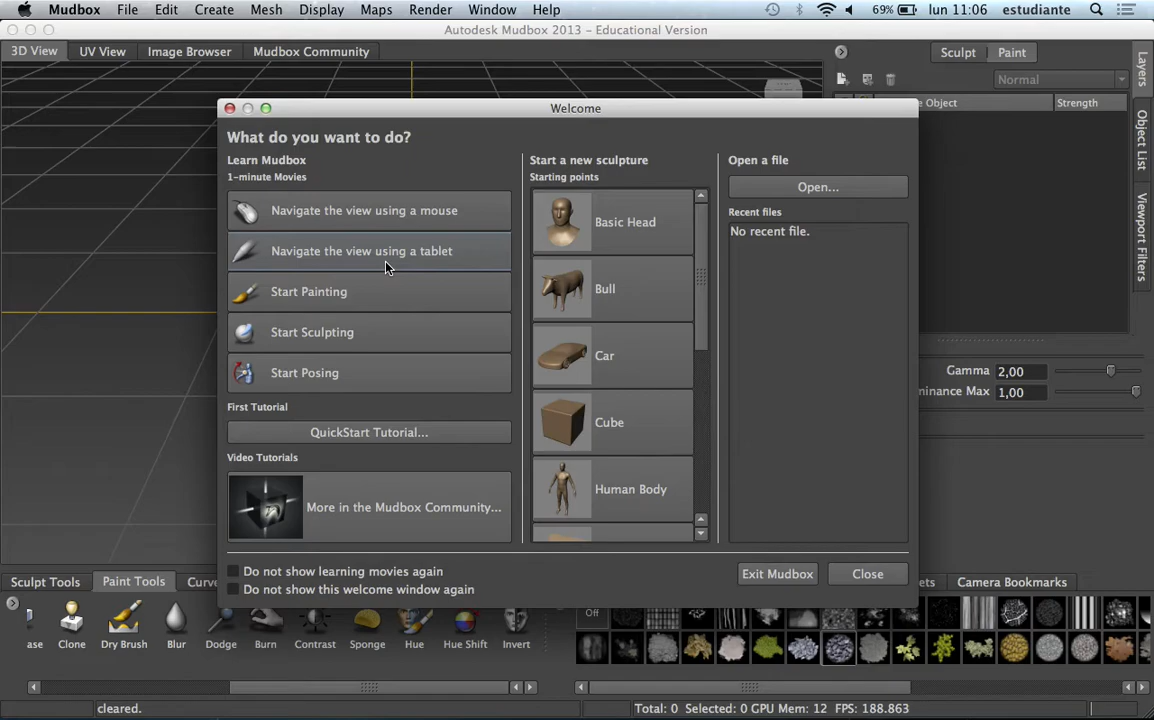 Mudbox File Edit Create Mesh Display Maps Render Window Help 69% lun 11:06 estudiante
Autodesk Mudbox 2013 - Educational Version
3D View UV View Image Browser Mudbox Community Sculpt Paint
Layers
Object List
Viewport Filters
Normal
Object Strength
Welcome
What do you want to do?
Learn Mudbox
1-minute Movies
Navigate the view using a mouse
Navigate the view using a tablet
Start Painting
Start Sculpting
Start Posing
First Tutorial
QuickStart Tutorial...
Video Tutorials
More in the Mudbox Community...
Start a new sculpture
Starting points
Basic Head
Bull
Car
Cube
Human Body
Open a file
Open...
Recent files
No recent file.
Gamma 2,00
minance Max 1,00
Do not show learning movies again
Do not show this welcome window again
Exit Mudbox Close
Sculpt Tools Paint Tools Curve ets Camera Bookmarks
Off
ase Clone Dry Brush Blur Dodge Burn Contrast Sponge Hue Hue Shift Invert
cleared. Total: 0 Selected: 0 GPU Mem: 12 FPS: 188.863